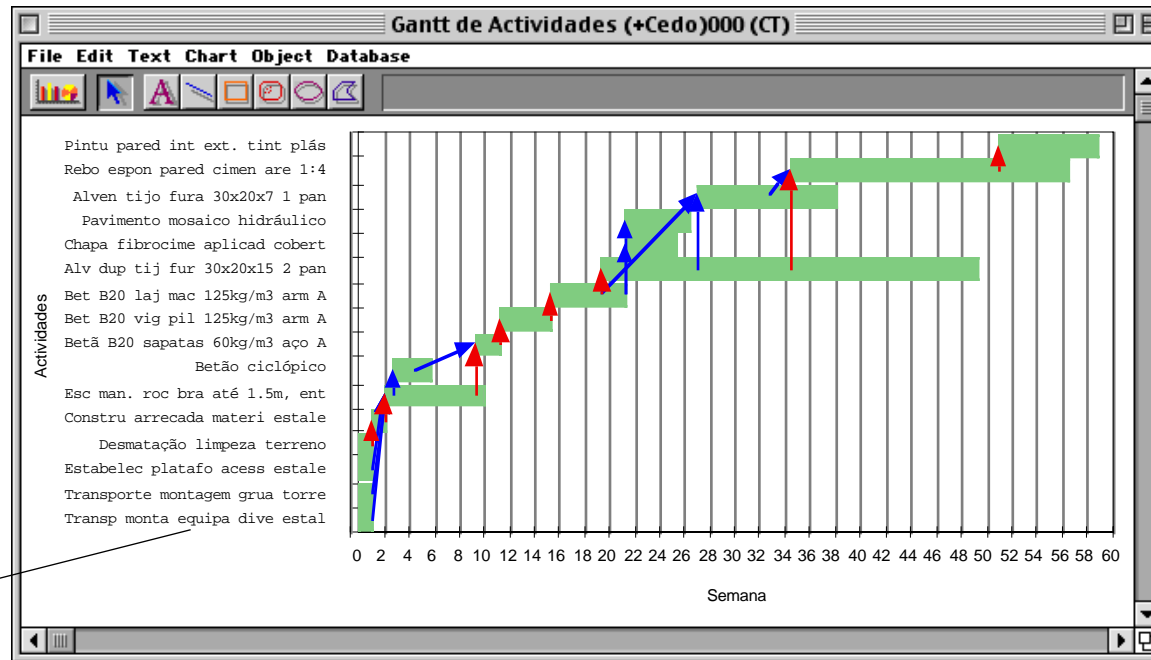 Gantt de Actividades (+Cedo)000 (CT)
File Edit Text Chart Object Database
A
Pintu pared int ext. tint plás
Rebo espon pared cimen are 1:4
Alven tijo fura 30x20x7 1 pan
Pavimento mosaico hidráulico
Chapa fibrocime aplicad cobert
Alv dup tij fur 30x20x15 2 pan
Bet B20 laj mac 125kg/m3 arm A
Bet B20 vig pil 125kg/m3 arm A
Betã B20 sapatas 60kg/m3 aço A
Betão ciclópico
Esc man. roc bra até 1.5m, ent
Constru arrecada materi estale
Desmatação limpeza terreno
Estabelec platafo acess estale
Transporte montagem grua torre
Transp monta equipa dive estal
Actividades
0 2 4 6 8 10 12 14 16 18 20 22 24 26 28 30 32 34 36 38 40 42 44 46 48 50 52 54 56 58 60
Semana